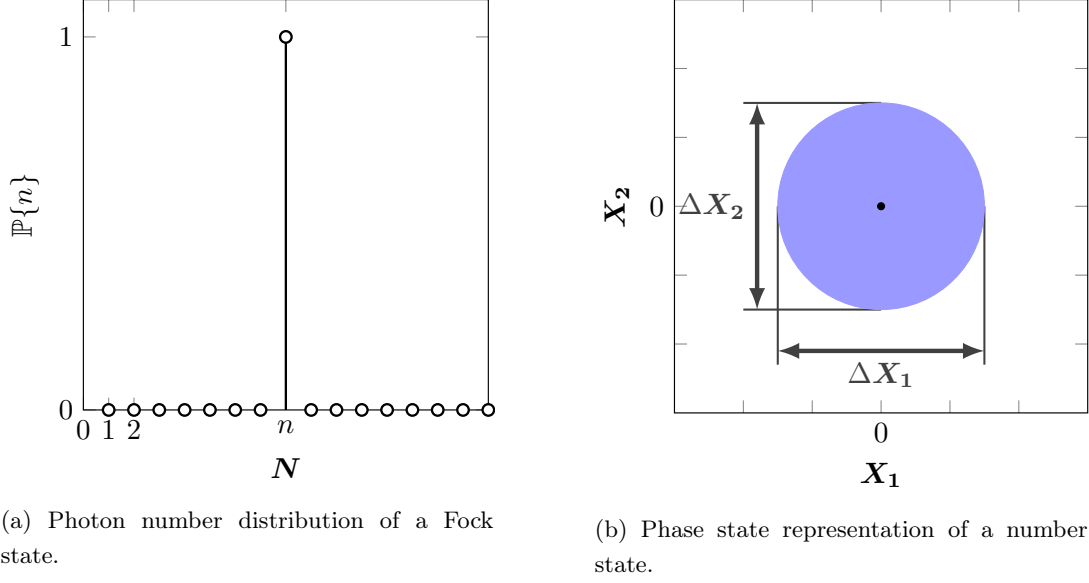 1
ℙ{n}
0
0 1 2 n
N
(a) Photon number distribution of a Fock
state.
X₂
0
ΔX₂
ΔX₁
0
X₁
(b) Phase state representation of a number
state.